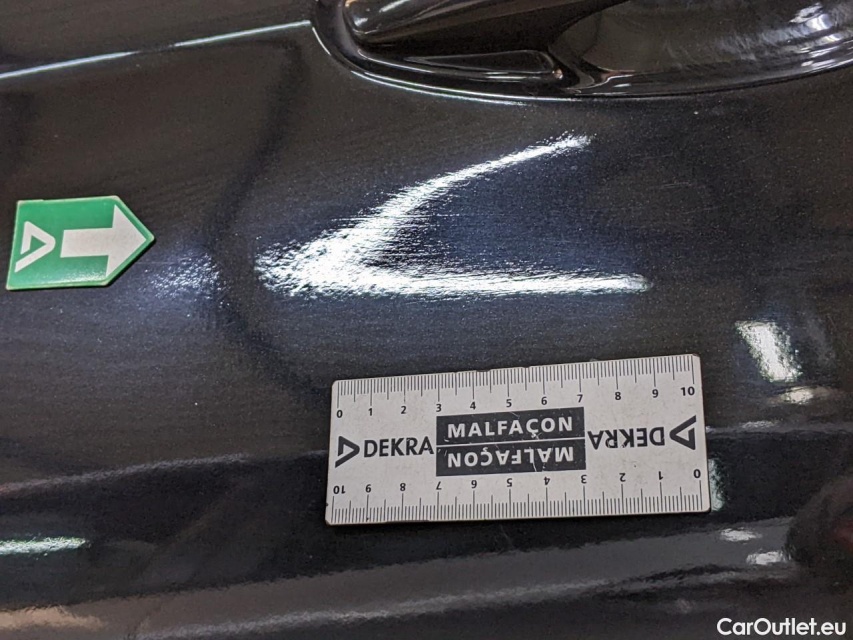 0 1 2 3 4 5 6 7 8 9 10
DEKRA MALFAÇON DEKRA
MALFAÇON
10 9 8 7 6 5 4 3 2 1 0
CarOutlet.eu